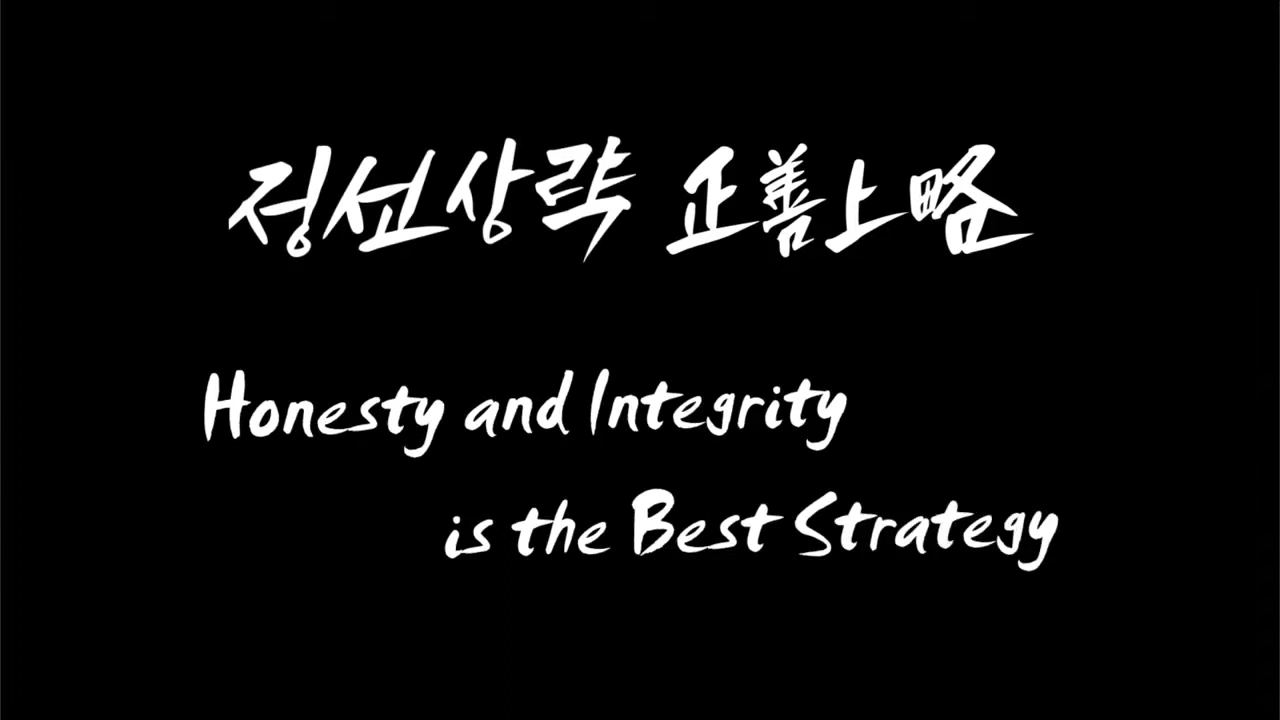 정선상략 正善上略
Honesty and Integrity
is the Best Strategy